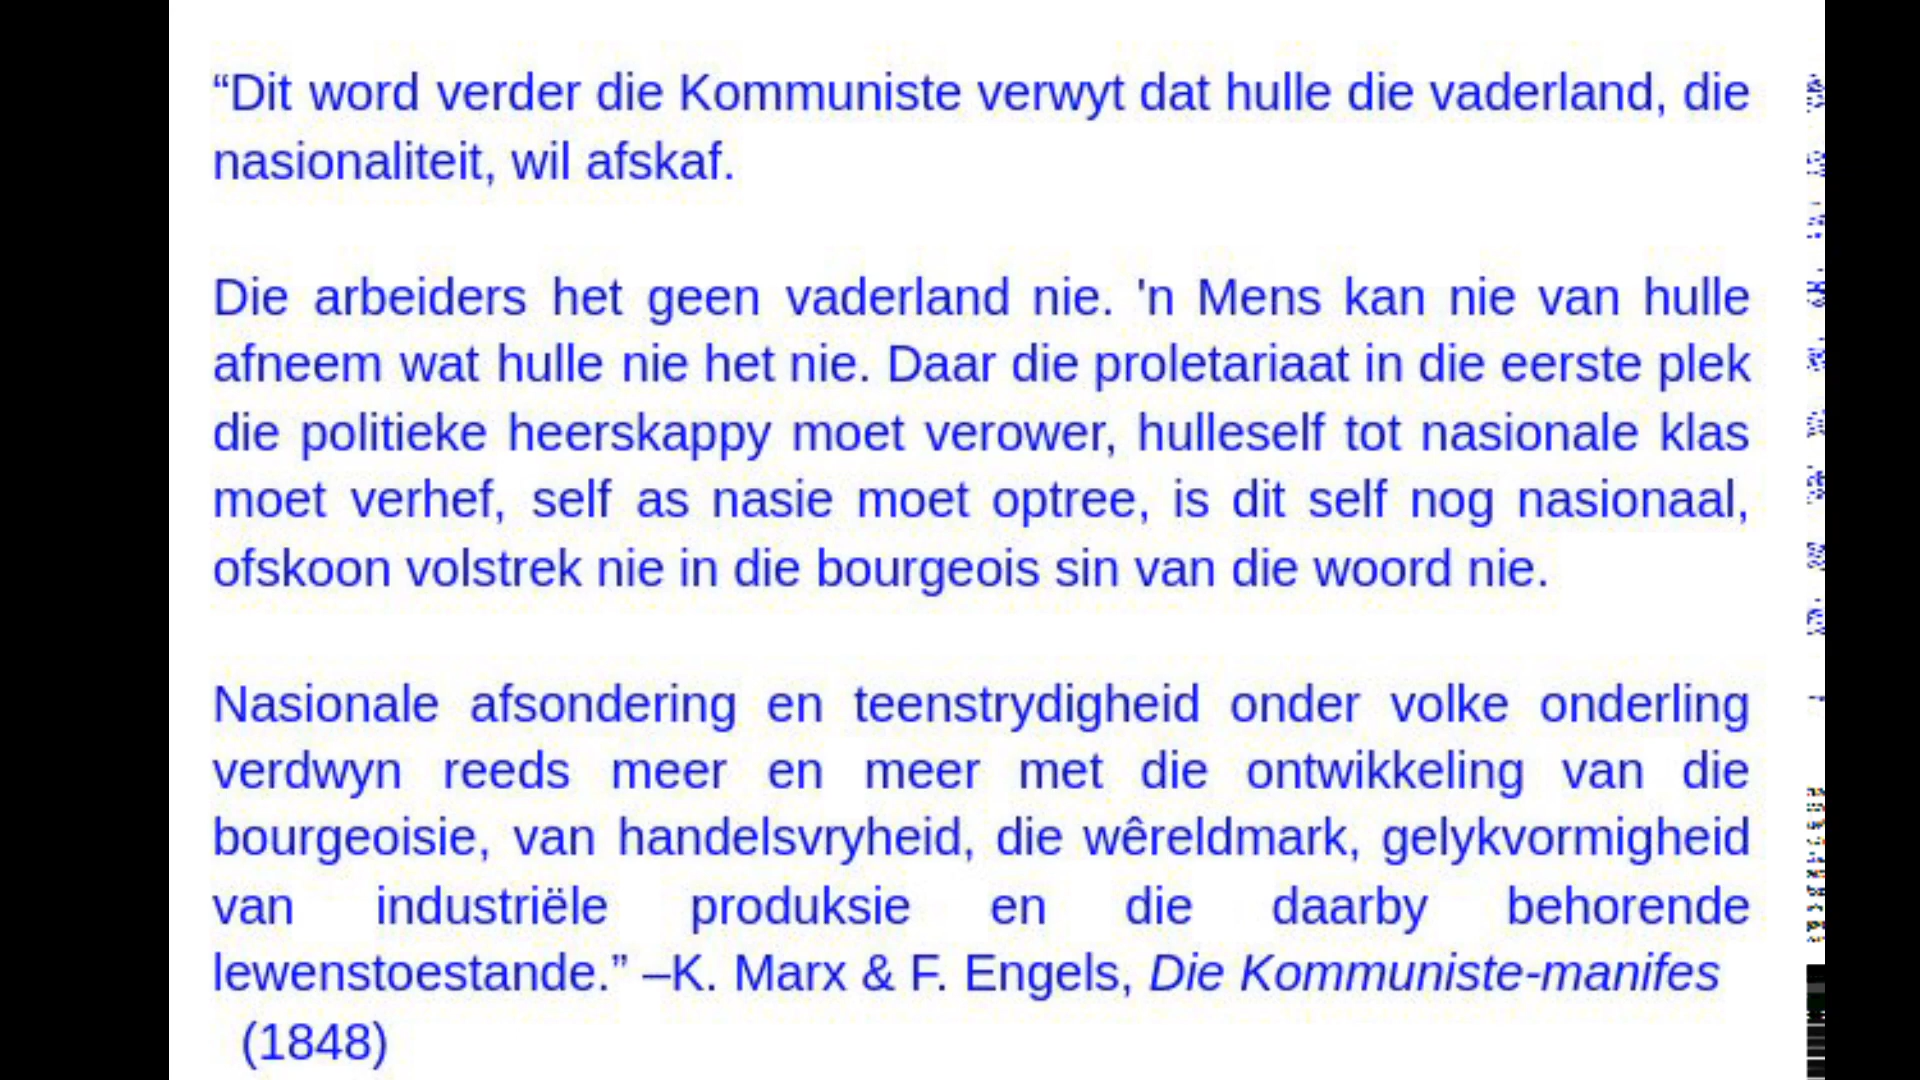 “Dit word verder die Kommuniste verwyt dat hulle die vaderland, die
nasionaliteit, wil afskaf.
Die arbeiders het geen vaderland nie. 'n Mens kan nie van hulle
afneem wat hulle nie het nie. Daar die proletariaat in die eerste plek
die politieke heerskappy moet verower, hulleself tot nasionale klas
moet verhef, self as nasie moet optree, is dit self nog nasionaal,
ofskoon volstrek nie in die bourgeois sin van die woord nie.
Nasionale afsondering en teenstrydigheid onder volke onderling
verdwyn reeds meer en meer met die ontwikkeling van die
bourgeoisie, van handelsvryheid, die wêreldmark, gelykvormigheid
van industriële produksie en die daarby behorende
lewenstoestande.” –K. Marx & F. Engels, Die Kommuniste-manifes
(1848)